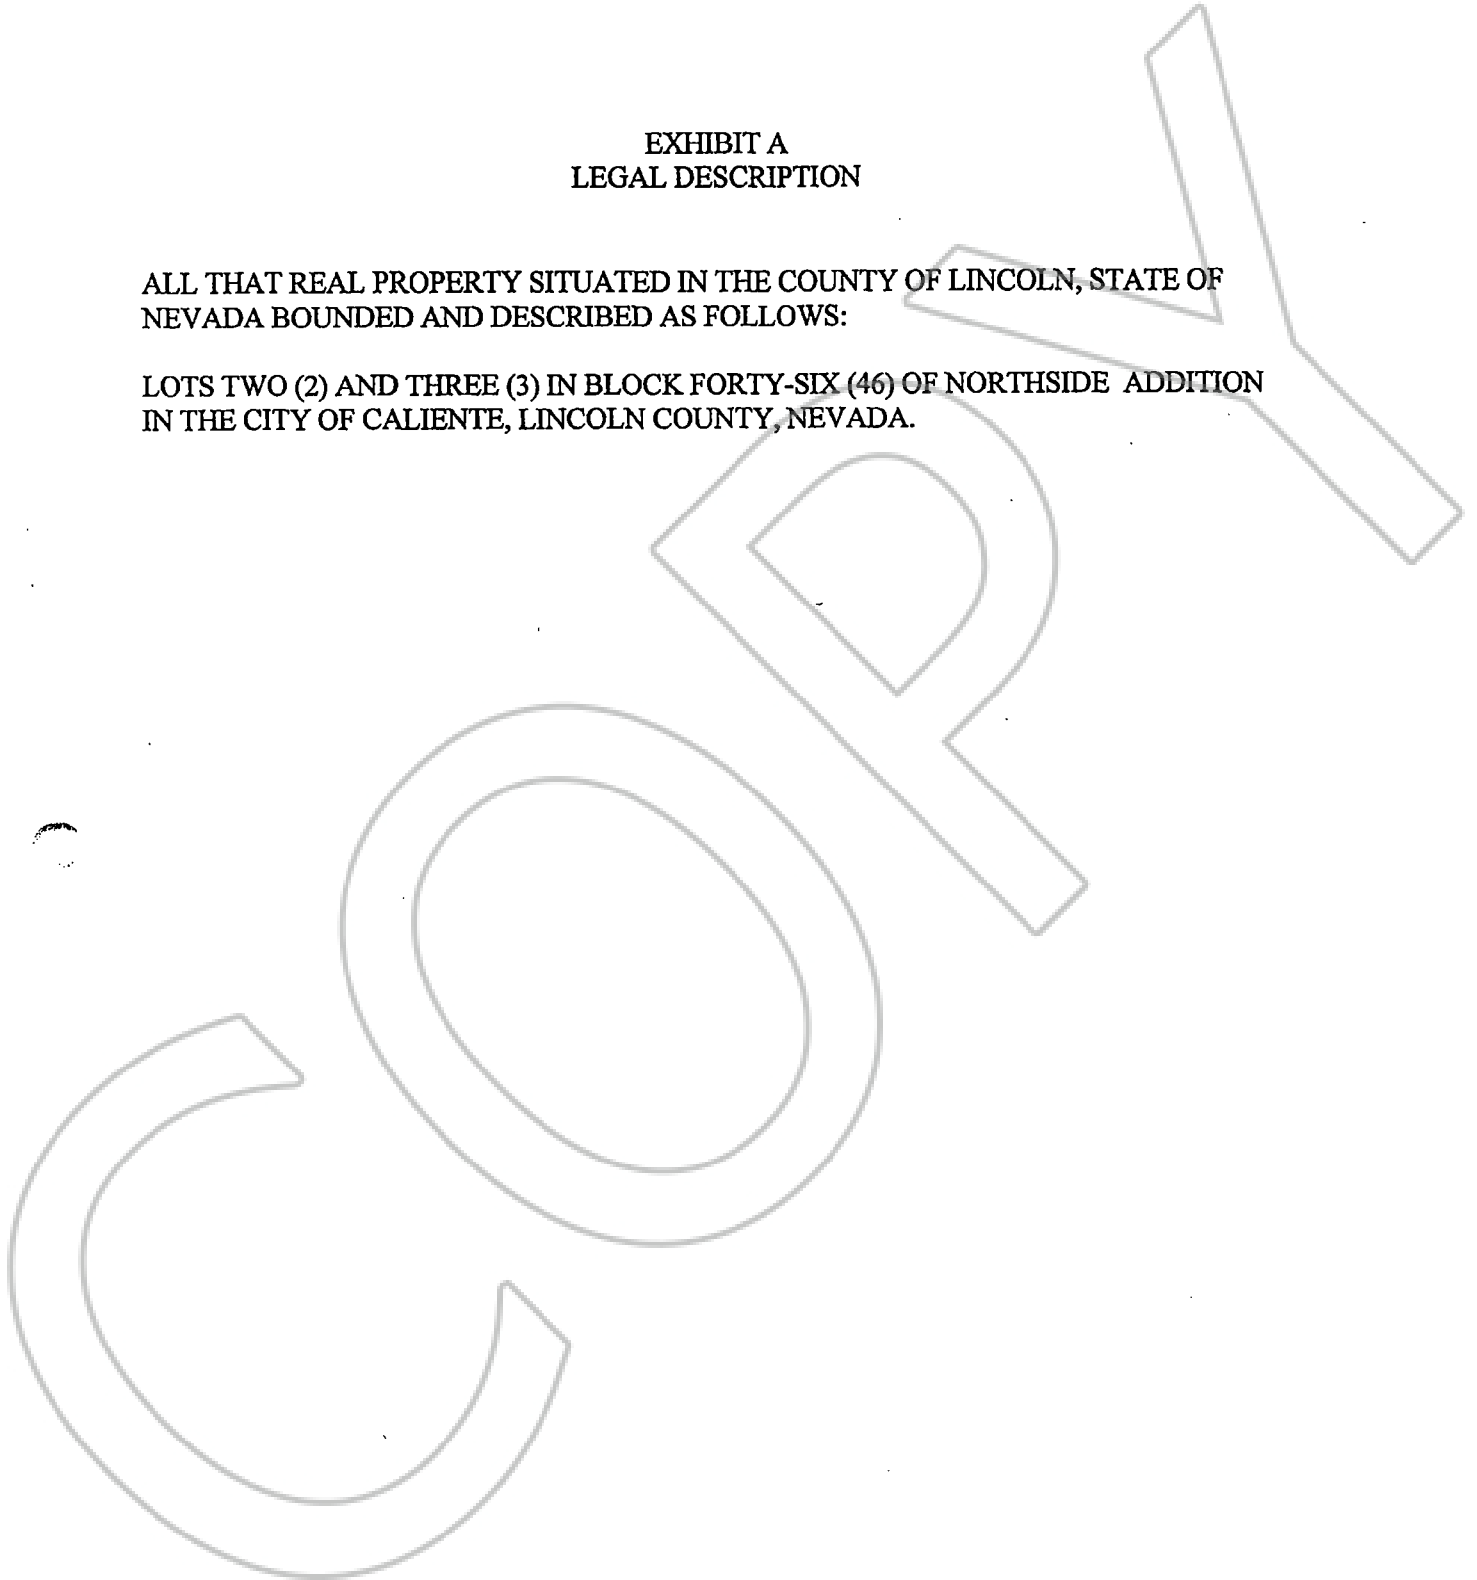 EXHIBIT A
LEGAL DESCRIPTION
ALL THAT REAL PROPERTY SITUATED IN THE COUNTY OF LINCOLN, STATE OF
NEVADA BOUNDED AND DESCRIBED AS FOLLOWS:
LOTS TWO (2) AND THREE (3) IN BLOCK FORTY-SIX (46) OF NORTHSIDE ADDITION
IN THE CITY OF CALIENTE, LINCOLN COUNTY, NEVADA.
COPY